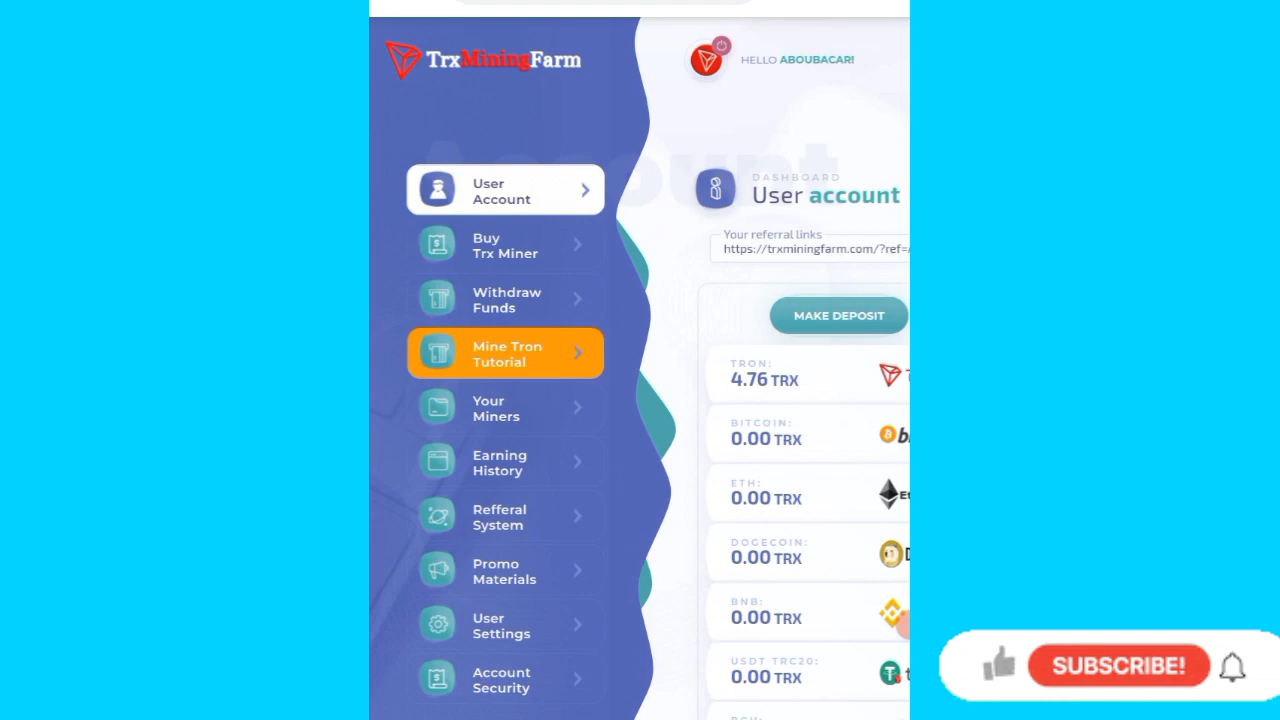 TrxMiningFarm
HELLO ABOUBACAR!
Account
User
Account
Buy
Trx Miner
Withdraw
Funds
Mine Tron
Tutorial
Your
Miners
Earning
History
Refferal
System
Promo
Materials
User
Settings
Account
Security
DASHBOARD
User account
Your referral links
https://trxminingfarm.com/?ref=
MAKE DEPOSIT
TRON:
4.76 TRX
BITCOIN:
0.00 TRX
ETH:
0.00 TRX
DOGECOIN:
0.00 TRX
BNB:
0.00 TRX
USDT TRC20:
0.00 TRX
SUBSCRIBE!